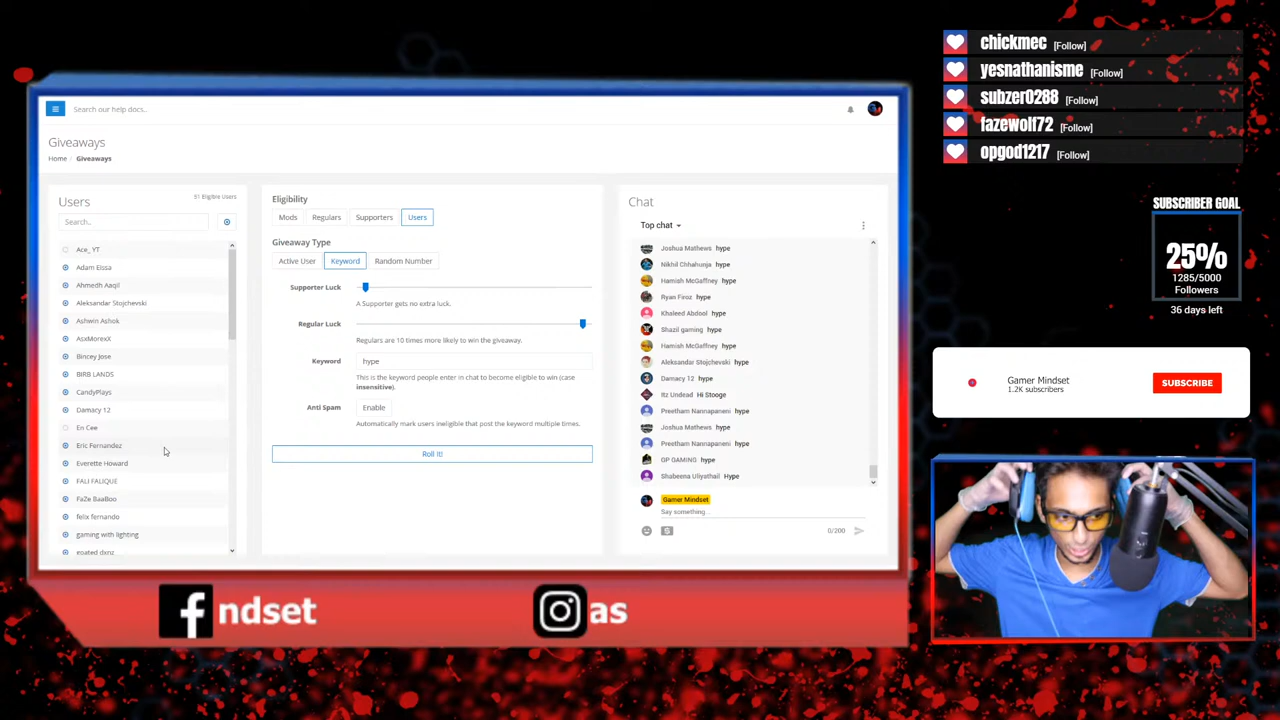 Search our help docs..
Giveaways
Home / Giveaways
Users
51 Eligible Users
Search..
Ace_ YT
Adam Eissa
Ahmedh Aaqil
Aleksandar Stojchevski
Ashwin Ashok
AsxMorexX
Bincey Jose
BIRB LANDS
CandyPlays
Damacy 12
En Cee
Eric Fernandez
Everette Howard
FALI FALIQUE
FaZe BaaBoo
felix fernando
gaming with lighting
goated dxnz
Eligibility
Mods Regulars Supporters Users
Giveaway Type
Active User Keyword Random Number
Supporter Luck
A Supporter gets no extra luck.
Regular Luck
Regulars are 10 times more likely to win the giveaway.
Keyword hype
This is the keyword people enter in chat to become eligible to win (case
insensitive).
Anti Spam Enable
Automatically mark users ineligible that post the keyword multiple times.
Roll It!
Chat
Top chat
Joshua Mathews hype
Nikhil Chhahunja hype
Hamish McGaffney hype
Ryan Firoz hype
Khaleed Abdool hype
Shazil gaming hype
Hamish McGaffney hype
Aleksandar Stojchevski hype
Damacy 12 hype
Itz Undead Hi Stooge
Preetham Nannapaneni hype
Joshua Mathews hype
Preetham Nannapaneni hype
GP GAMING hype
Shabeena Uliyathail Hype
Gamer Mindset
Say something...
S
0/200
chickmec [Follow]
yesnathanisme [Follow]
subzer0288 [Follow]
fazewolf72 [Follow]
opgod1217 [Follow]
SUBSCRIBER GOAL
25%
1285/5000
Followers
36 days left
Gamer Mindset
1.2K subscribers
SUBSCRIBE
f ndset
as